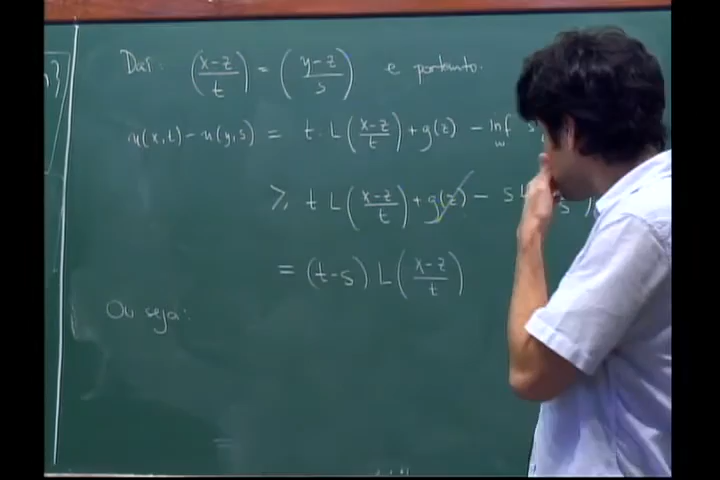 Daí: (x-z/t) = (y-z/s) e portanto.
u(x,t) - u(y,s) = t·L(x-z/t) + g(z) - inf w s
≥ t L(x-z/t) + g(z) - s L
= (t-s) L(x-z/t)
Ou seja: